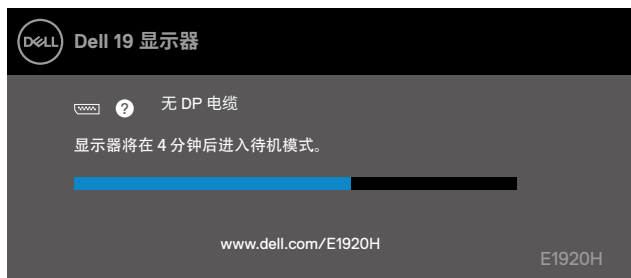 DELL Dell 19 显示器
? 无 DP 电缆
显示器将在 4 分钟后进入待机模式。
www.dell.com/E1920H
E1920H